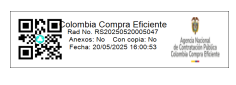 Colombia Compra Eficiente
Rad No. RS20250520005047
Anexos: No Con copia: No
Fecha: 20/05/2025 16:00:53
Agencia Nacional
de Contratación Pública
Colombia Compra Eficiente